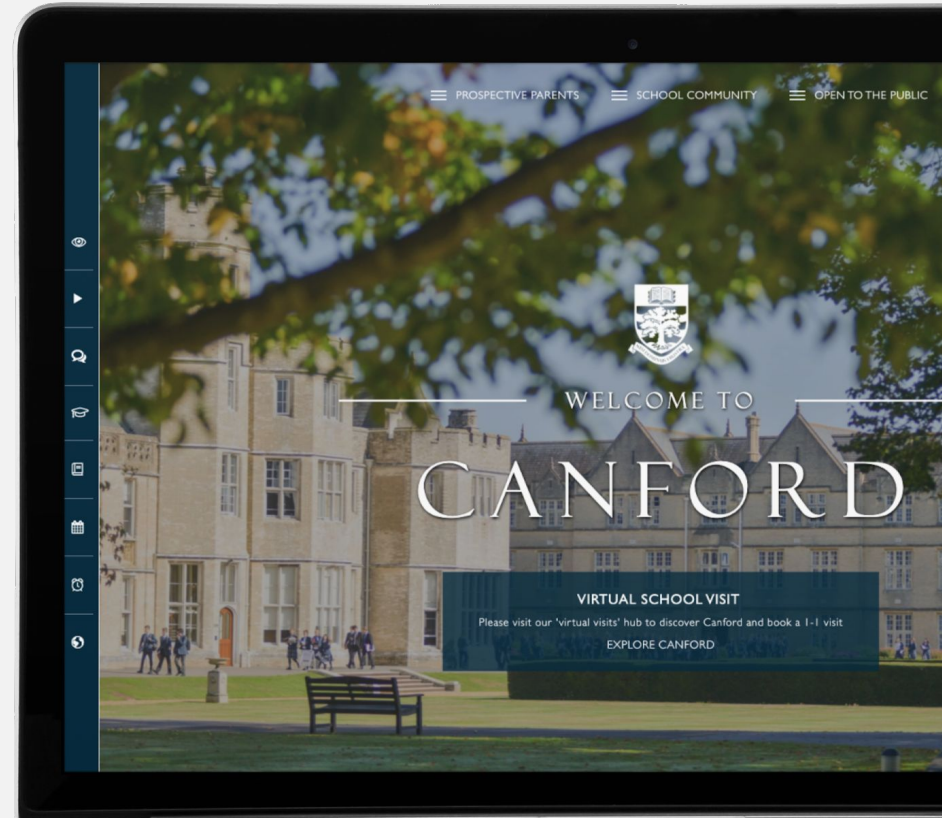 PROSPECTIVE PARENTS
SCHOOL COMMUNITY
OPEN TO THE PUBLIC
WELCOME TO
CANFORD
VIRTUAL SCHOOL VISIT
Please visit our 'virtual visits' hub to discover Canford and book a 1-1 visit
EXPLORE CANFORD